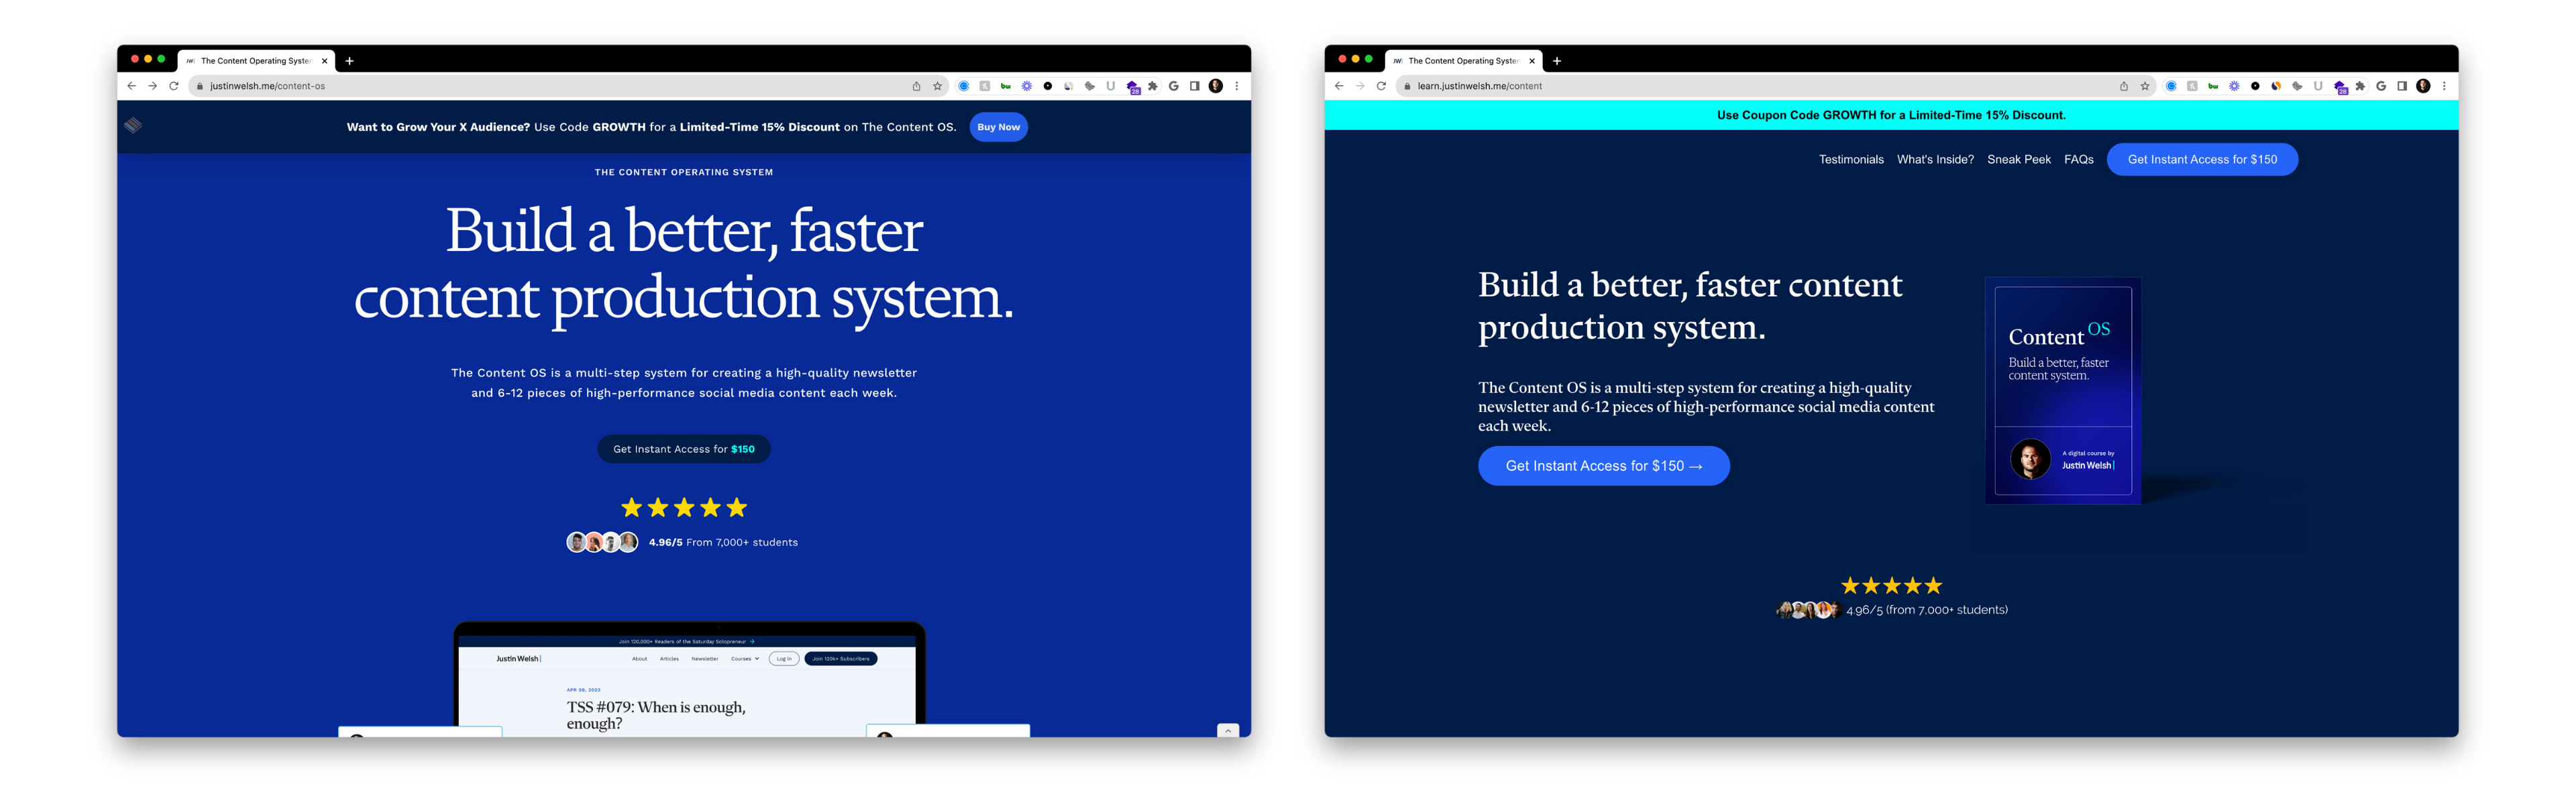 JW| The Content Operating System
justinwelsh.me/content-os
28
Want to Grow Your X Audience? Use Code GROWTH for a Limited-Time 15% Discount on The Content OS.
Buy Now
THE CONTENT OPERATING SYSTEM
Build a better, faster
content production system.
The Content OS is a multi-step system for creating a high-quality newsletter
and 6-12 pieces of high-performance social media content each week.
Get Instant Access for $150
4.96/5 From 7,000+ students
Join 120,000+ Readers of the Saturday Solopreneur →
Justin Welsh|
About Articles Newsletter Courses Log in Join 120k+ Subscribers
APR 08, 2023
TSS #079: When is enough,
enough?
JW| The Content Operating System
learn.justinwelsh.me/content
28
Use Coupon Code GROWTH for a Limited-Time 15% Discount.
Testimonials What's Inside? Sneak Peek FAQs Get Instant Access for $150
Build a better, faster content
production system.
The Content OS is a multi-step system for creating a high-quality
newsletter and 6-12 pieces of high-performance social media content
each week.
Get Instant Access for $150 →
Content OS
Build a better, faster
content system.
A digital course by
Justin Welsh|
4.96/5 (from 7,000+ students)